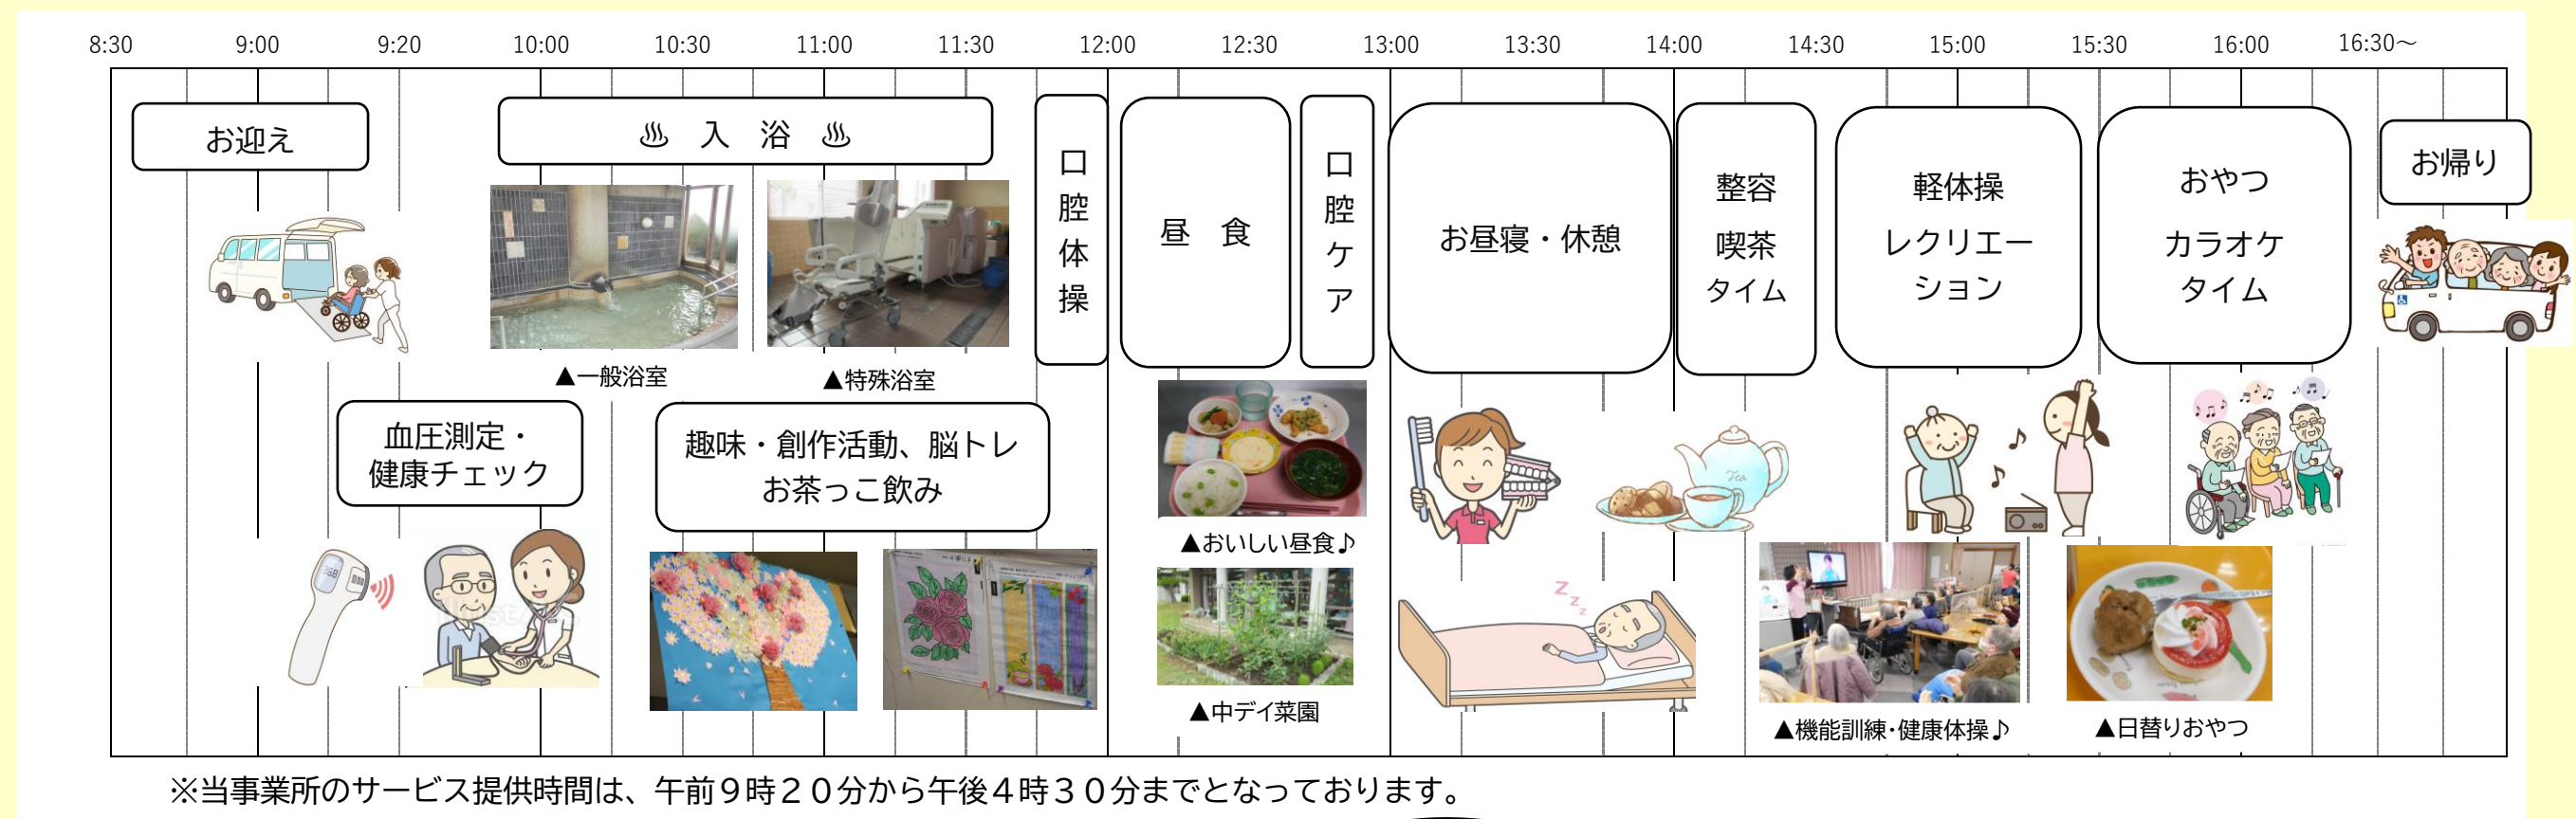 8:30 9:00 9:20 10:00 10:30 11:00 11:30 12:00 12:30 13:00 13:30 14:00 14:30 15:00 15:30 16:00 16:30～
お迎え
♨ 入 浴 ♨
▲一般浴室
▲特殊浴室
血圧測定・
健康チェック
趣味・創作活動、脳トレ
お茶っこ飲み
口腔体操
昼 食
▲おいしい昼食♪
▲中デイ菜園
口腔ケア
お昼寝・休憩
Zzz
整容
喫茶
タイム
Tea
軽体操
レクリエー
ション
▲機能訓練・健康体操♪
おやつ
カラオケ
タイム
▲日替りおやつ
お帰り
※当事業所のサービス提供時間は、午前９時２０分から午後４時３０分までとなっております。